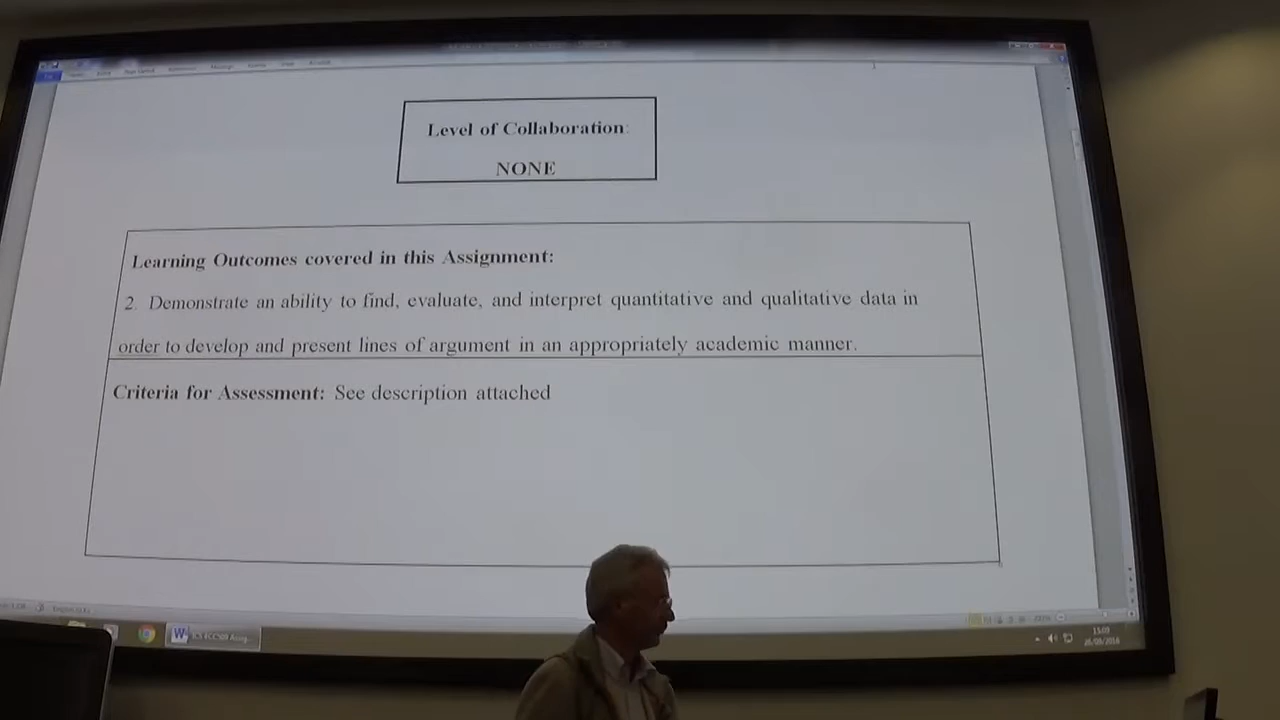 Level of Collaboration:
NONE
Learning Outcomes covered in this Assignment:
2. Demonstrate an ability to find, evaluate, and interpret quantitative and qualitative data in
order to develop and present lines of argument in an appropriately academic manner.
Criteria for Assessment: See description attached